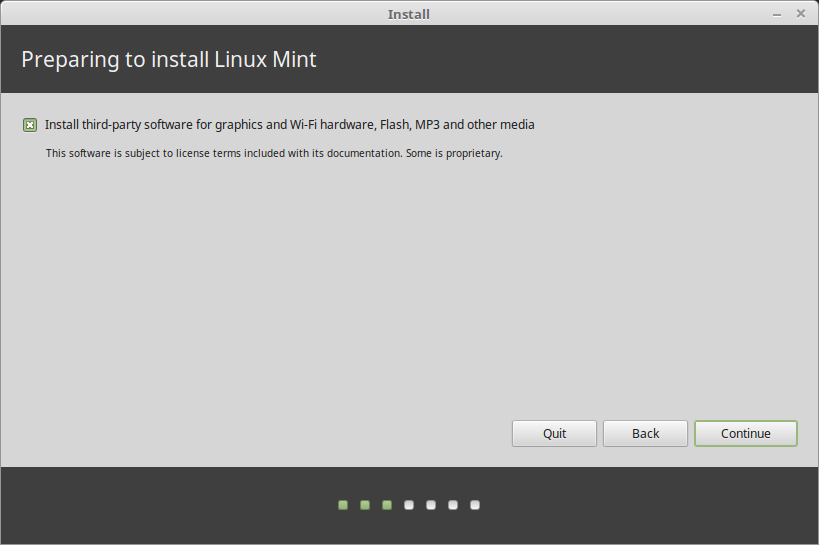 Install
Preparing to install Linux Mint
Install third-party software for graphics and Wi-Fi hardware, Flash, MP3 and other media
This software is subject to license terms included with its documentation. Some is proprietary.
Quit
Back
Continue